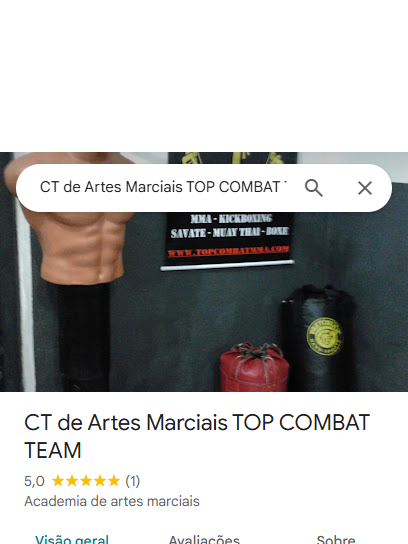 CT de Artes Marciais TOP COMBAT
MMA - KICKBOXING
SAVATE - MUAY THAI - BOXE
WWW.TOPCOMBATMMA.COM
CT de Artes Marciais TOP COMBAT
TEAM
5,0 ★★★★★ (1)
Academia de artes marciais
Visão geral Avaliações Sobre